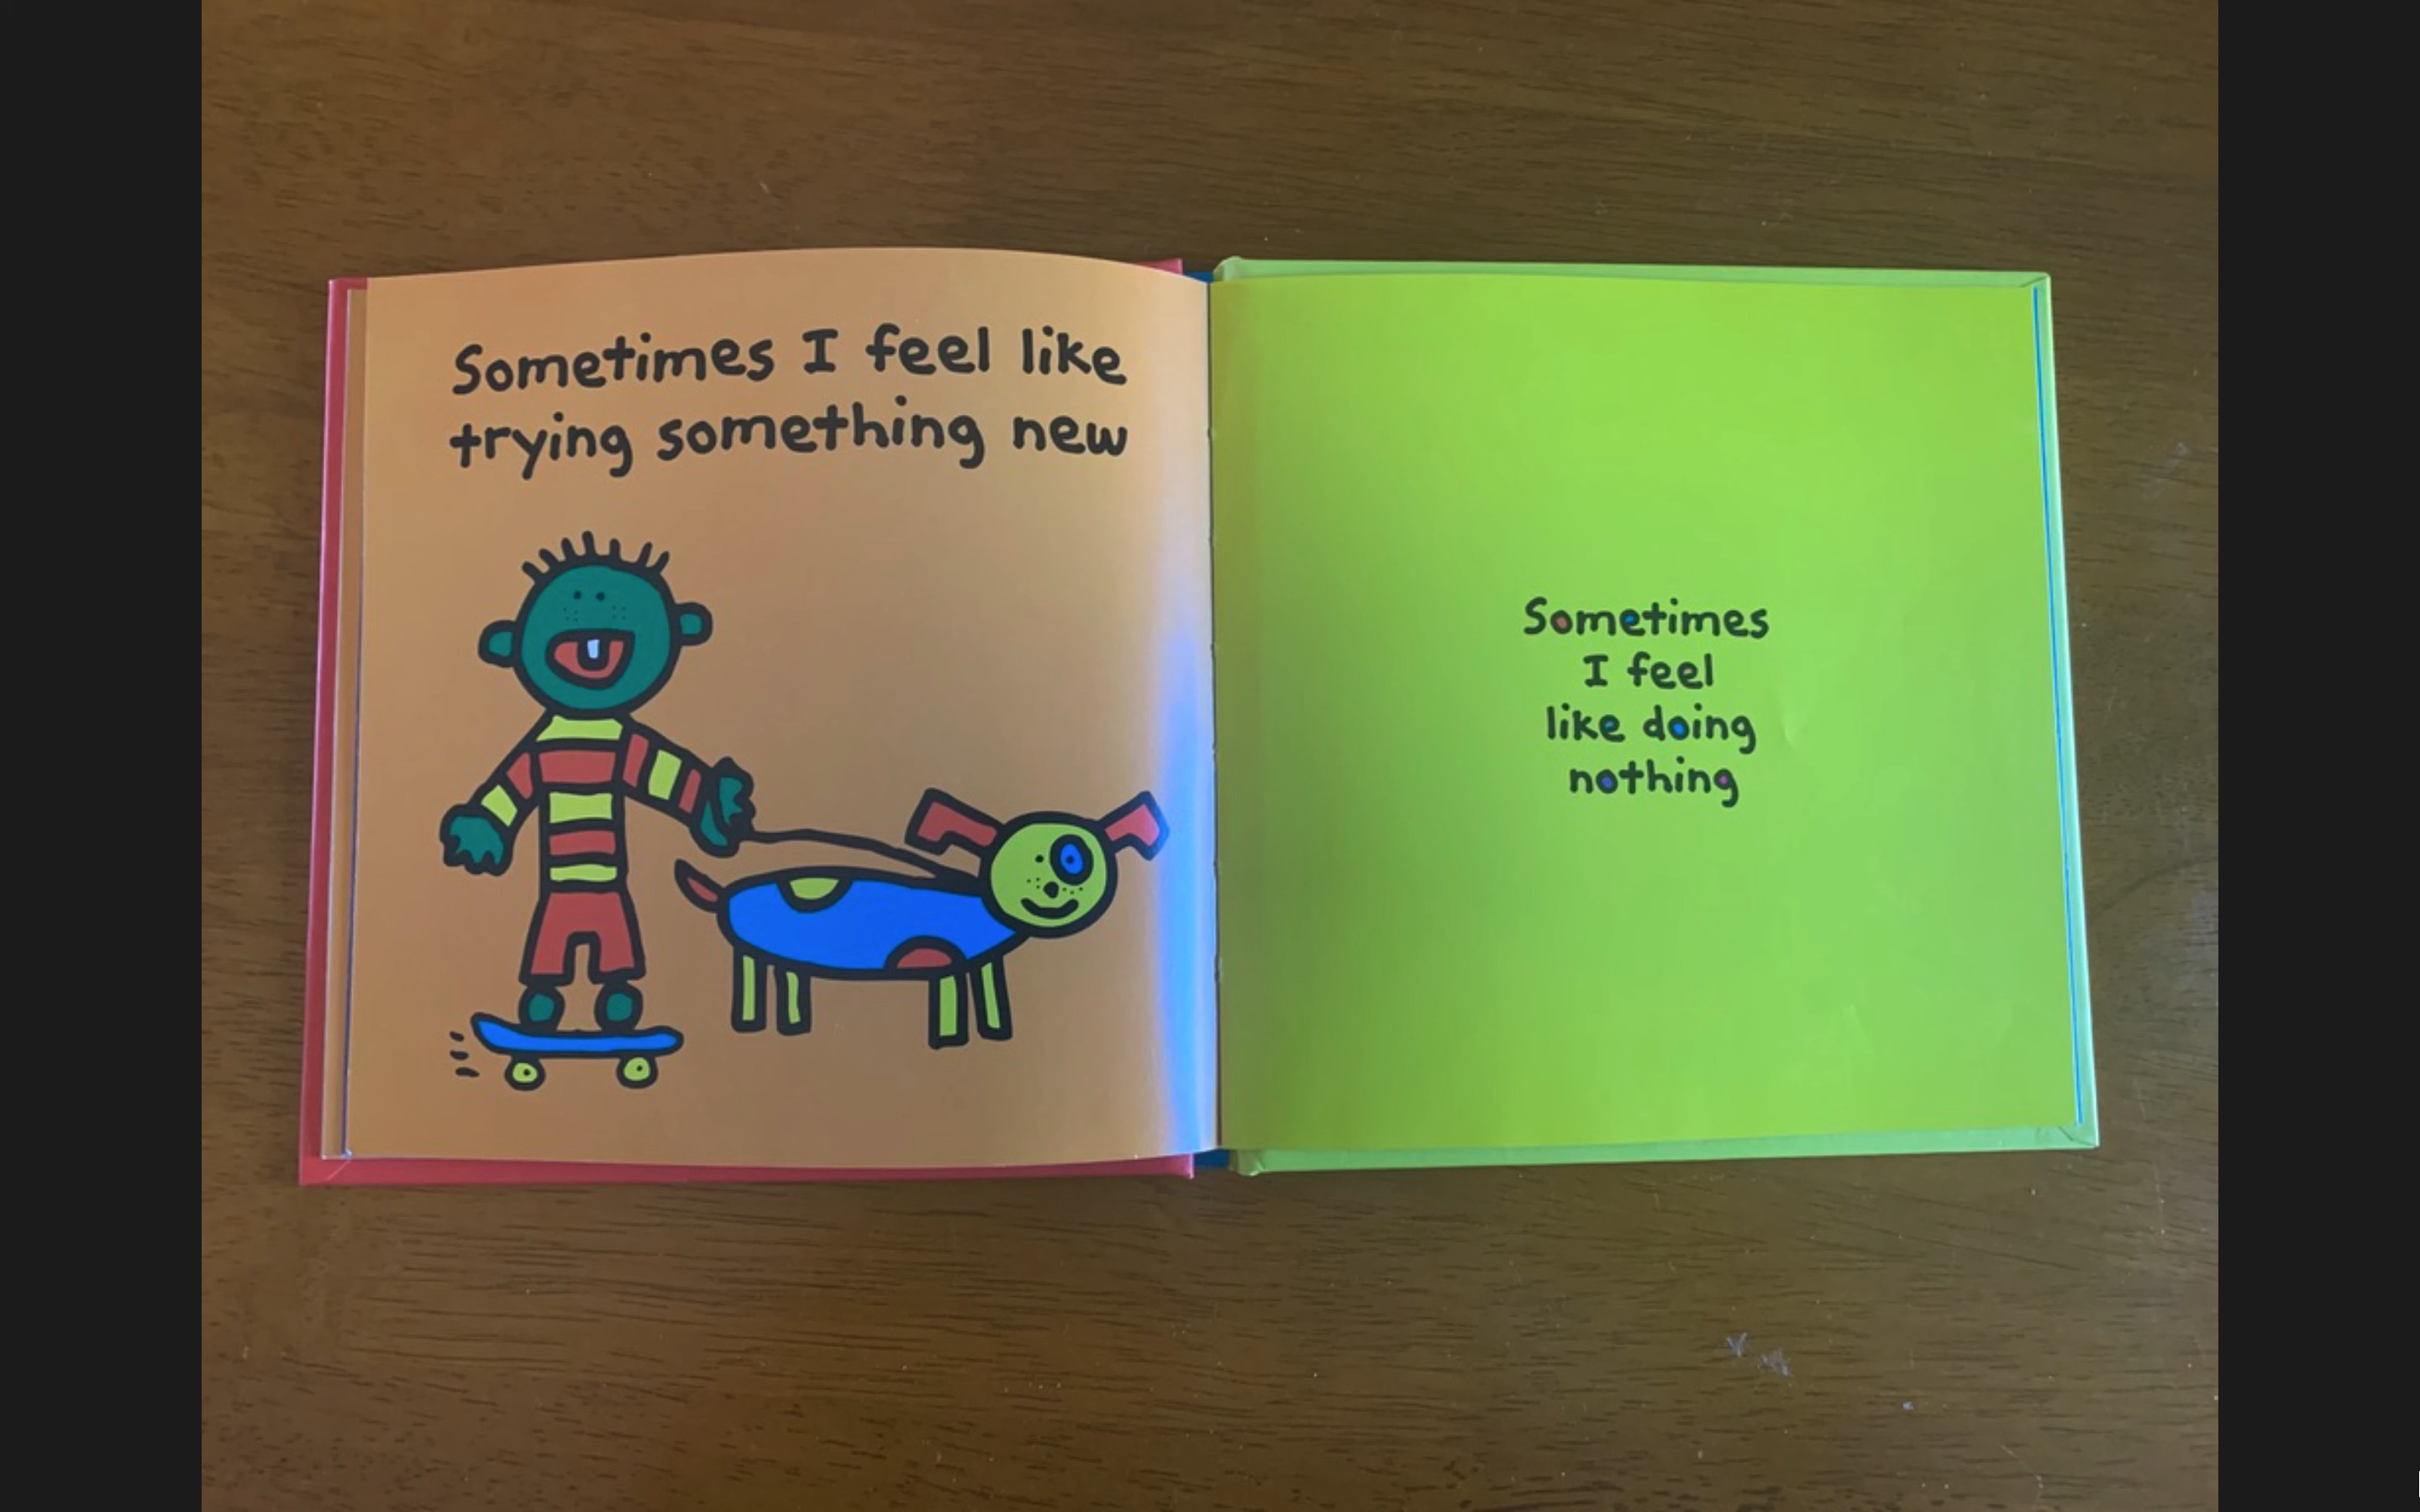 Sometimes I feel like
trying something new
Sometimes
I feel
like doing
nothing